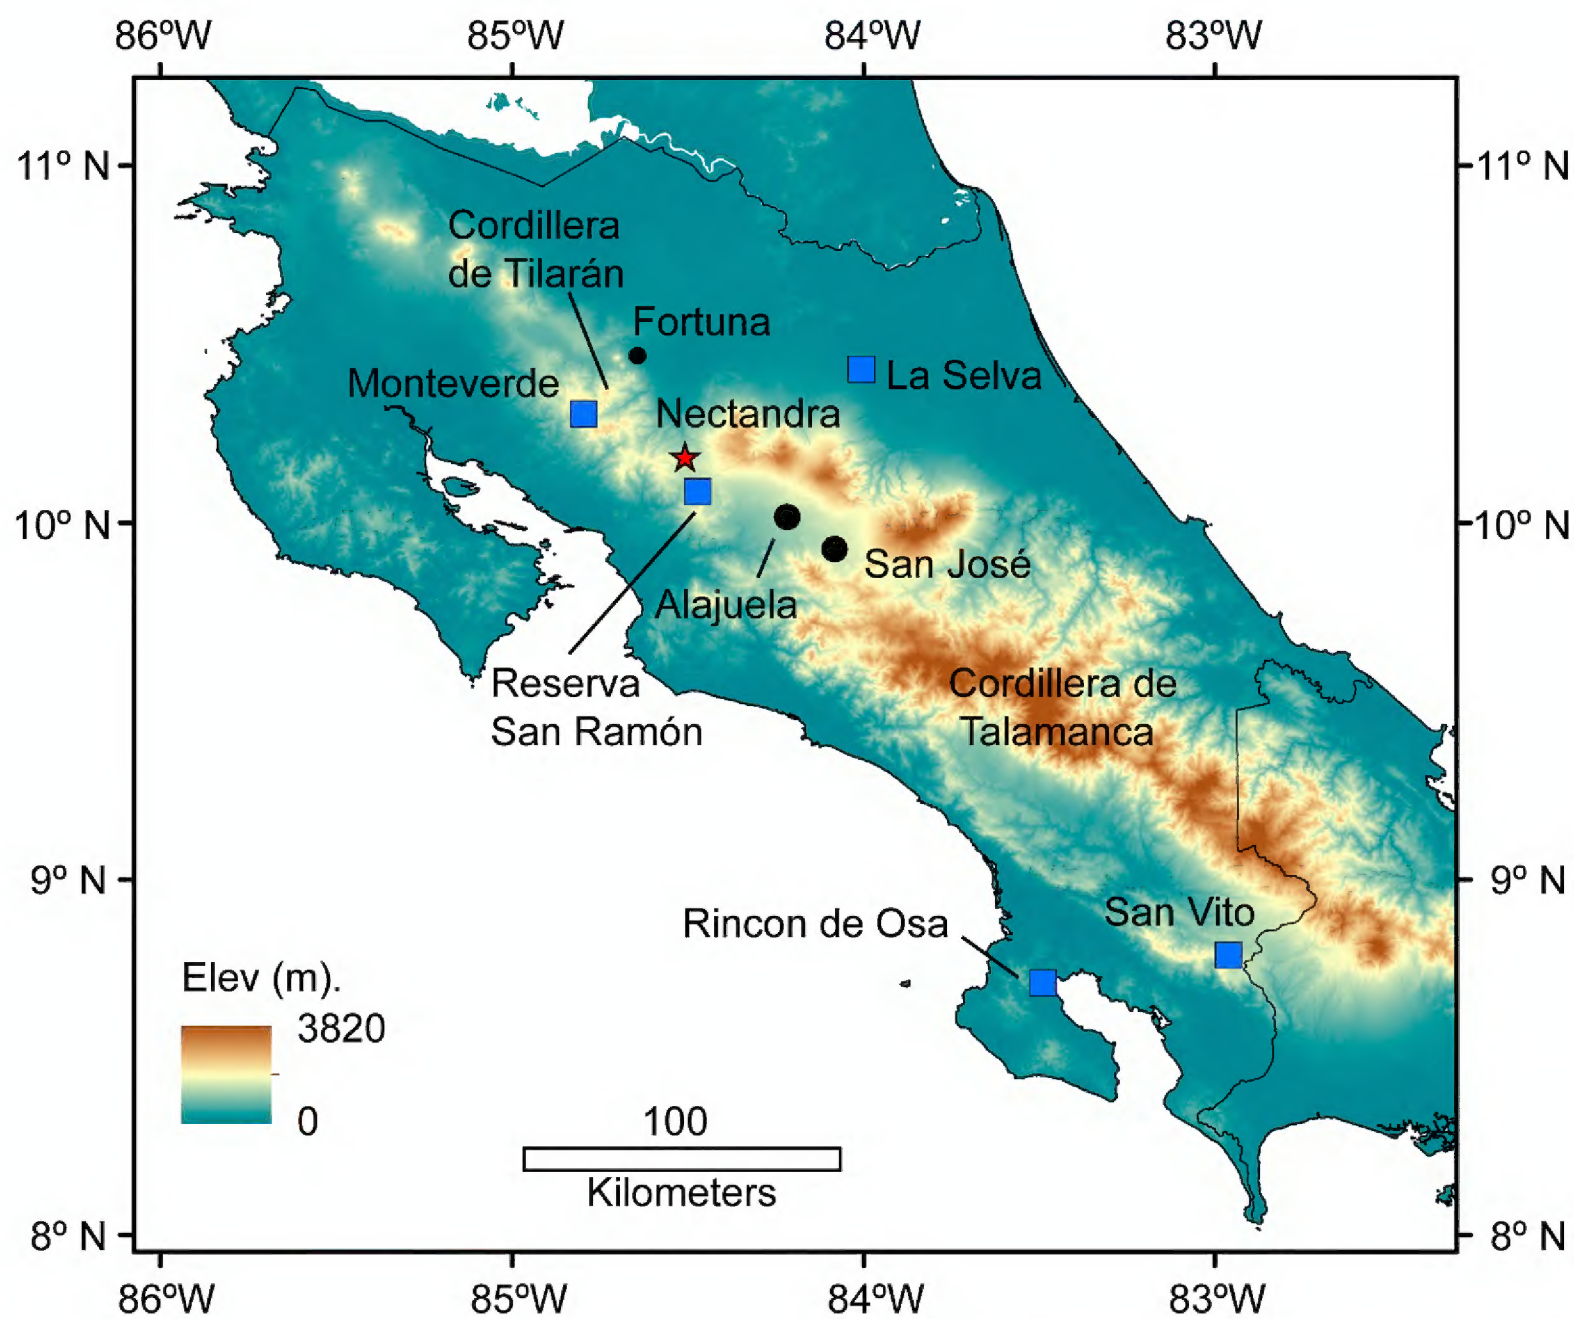 86ºW 85ºW 84ºW 83ºW
11º N 11º N
Cordillera
de Tilarán
Fortuna
Monteverde
La Selva
Nectandra
10º N 10º N
San José
Alajuela
Reserva
San Ramón
Cordillera de
Talamanca
9º N 9º N
San Vito
Rincon de Osa
Elev (m).
3820
0
100
Kilometers
8º N 8º N
86ºW 85ºW 84ºW 83ºW